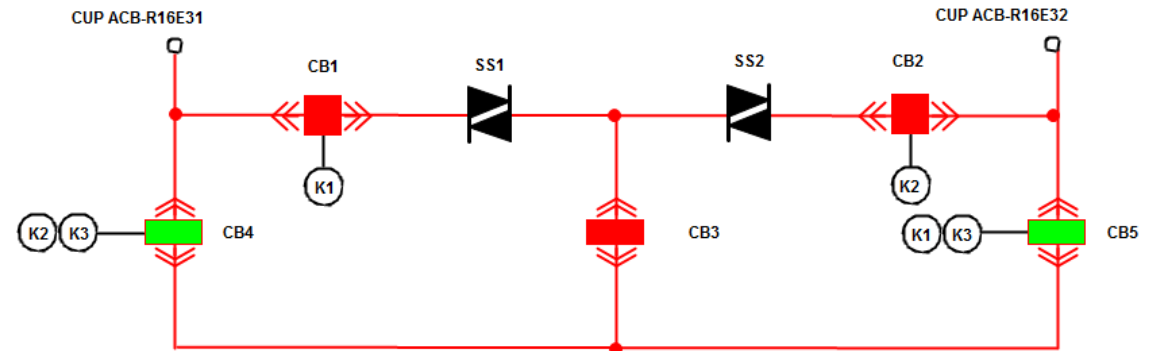 CUP ACB-R16E31
CUP ACB-R16E32
CB1
SS1
SS2
CB2
K1
K2
K2 K3
CB4
CB3
K1 K3
CB5